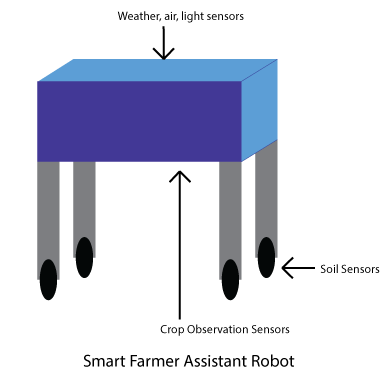 Weather, air, light sensors
Soil Sensors
Crop Observation Sensors
Smart Farmer Assistant Robot